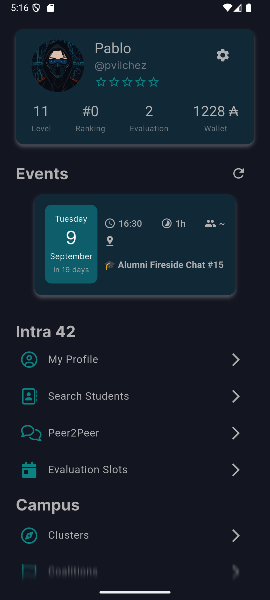 5:16
Pablo
@pvilchez
11 #0 2 1228 ₳
Level Ranking Evaluation Wallet
Events
Tuesday
9
September
in 19 days
16:30 1h ~
🎓 Alumni Fireside Chat #15
Intra 42
My Profile
Search Students
Peer2Peer
Evaluation Slots
Campus
Clusters
Coalitions